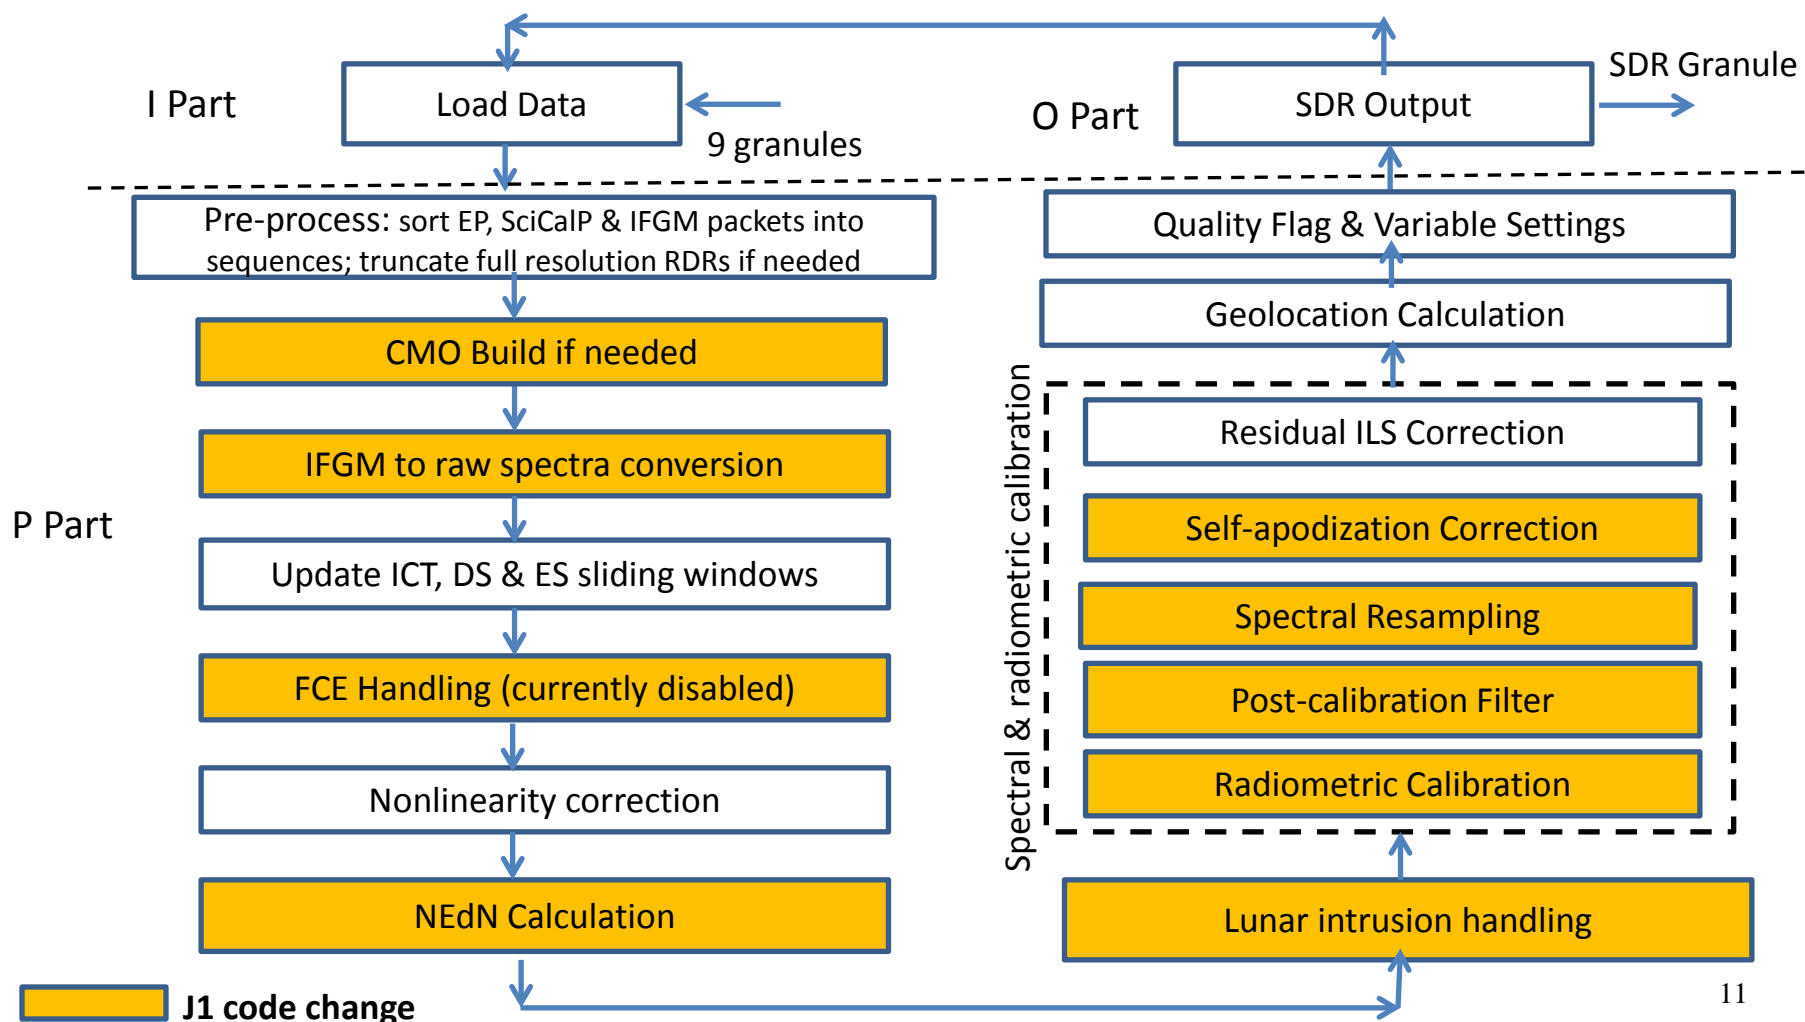 I Part
Load Data
9 granules
O Part
SDR Output
SDR Granule
Pre-process: sort EP, SciCalP & IFGM packets into
sequences; truncate full resolution RDRs if needed
CMO Build if needed
IFGM to raw spectra conversion
P Part
Update ICT, DS & ES sliding windows
FCE Handling (currently disabled)
Nonlinearity correction
NEdN Calculation
Quality Flag & Variable Settings
Geolocation Calculation
Spectral & radiometric calibration
Residual ILS Correction
Self-apodization Correction
Spectral Resampling
Post-calibration Filter
Radiometric Calibration
Lunar intrusion handling
J1 code change
11